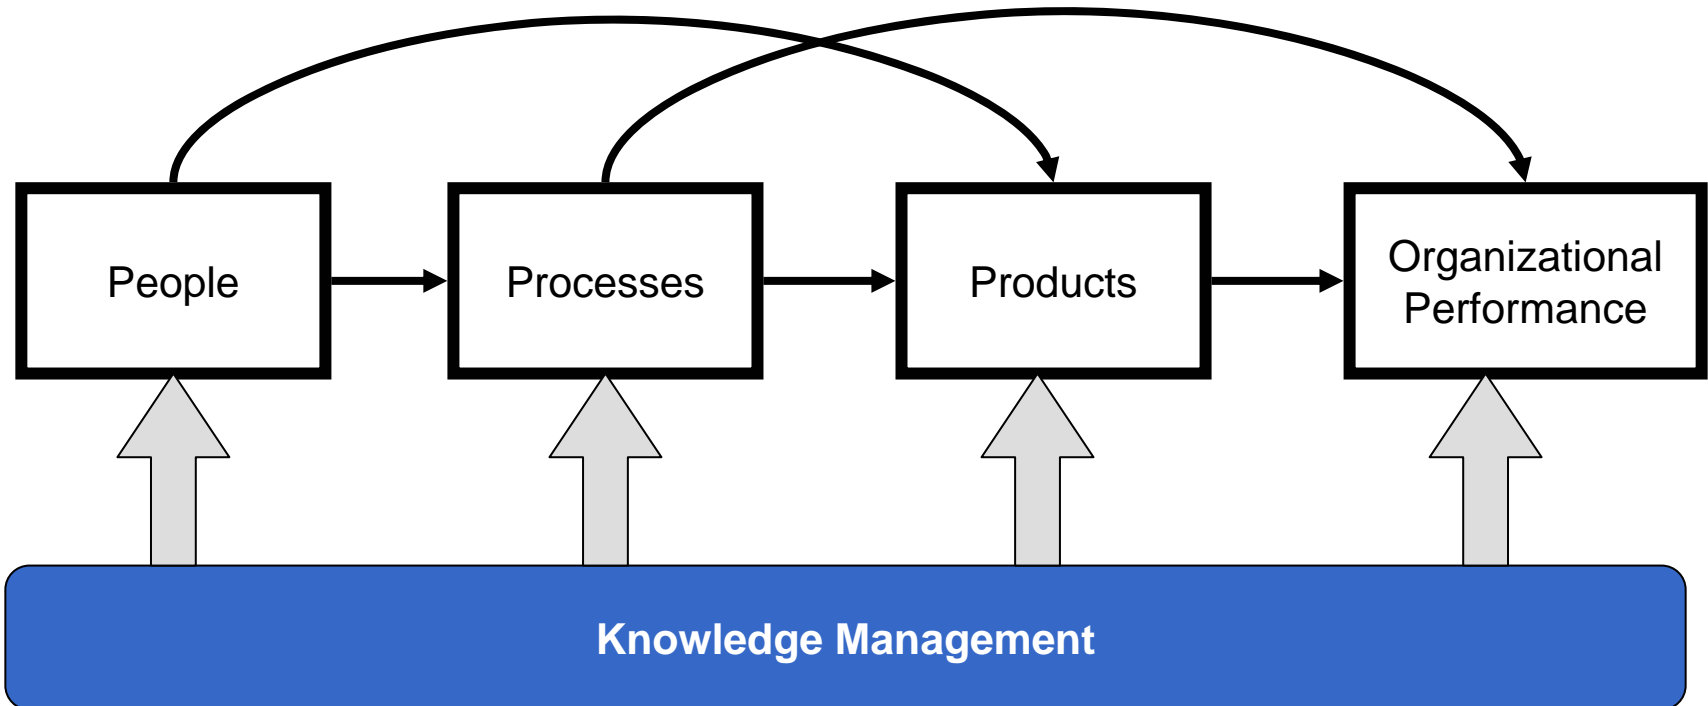 People
Processes
Products
Organizational
Performance
Knowledge Management